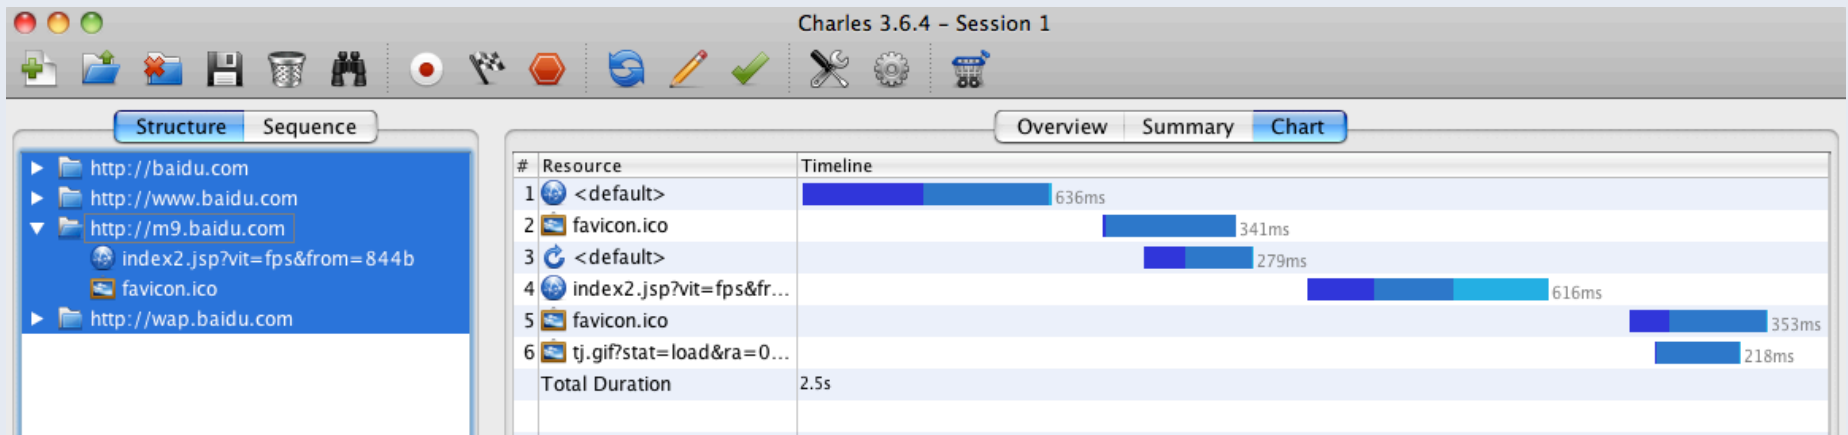 Charles 3.6.4 – Session 1
Structure Sequence
Overview Summary Chart
http://baidu.com
http://www.baidu.com
http://m9.baidu.com
index2.jsp?vit=fps&from=844b
favicon.ico
http://wap.baidu.com
# Resource Timeline
1 <default> 636ms
2 favicon.ico 341ms
3 <default> 279ms
4 index2.jsp?vit=fps&fr... 616ms
5 favicon.ico 353ms
6 tj.gif?stat=load&ra=0... 218ms
Total Duration 2.5s